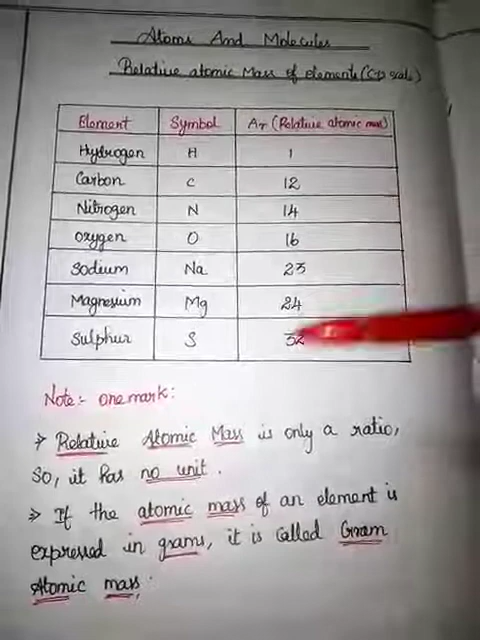 Atoms And Molecules
Relative atomic Mass of elements (C-12 scale)
Element Symbol Ar (Relative atomic mass)
Hydrogen H 1
Carbon C 12
Nitrogen N 14
Oxygen O 16
Sodium Na 23
Magnesium Mg 24
Sulphur S 32
Note:- one mark:
> Relative Atomic Mass is only a ratio,
So, it has no unit.
> If the atomic mass of an element is
expressed in grams, it is called Gram
Atomic mass.